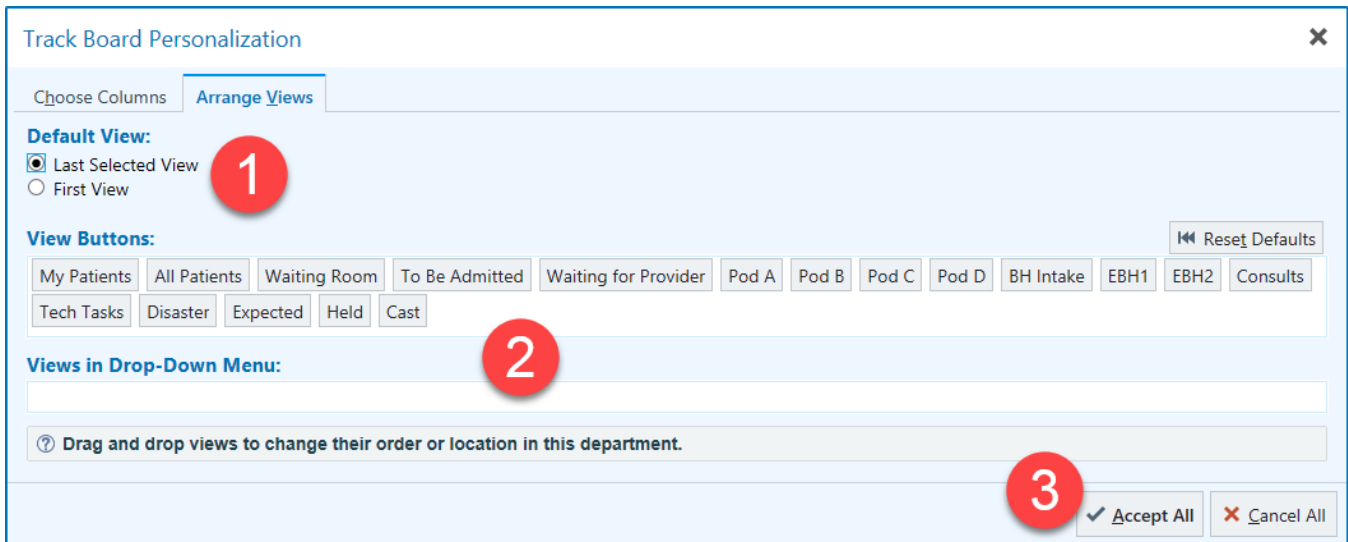 Track Board Personalization
Choose Columns Arrange Views
Default View:
Last Selected View
1
First View
View Buttons:
Reset Defaults
My Patients All Patients Waiting Room To Be Admitted Waiting for Provider Pod A Pod B Pod C Pod D BH Intake EBH1 EBH2 Consults
Tech Tasks Disaster Expected Held Cast
2
Views in Drop-Down Menu:
? Drag and drop views to change their order or location in this department.
3
Accept All Cancel All